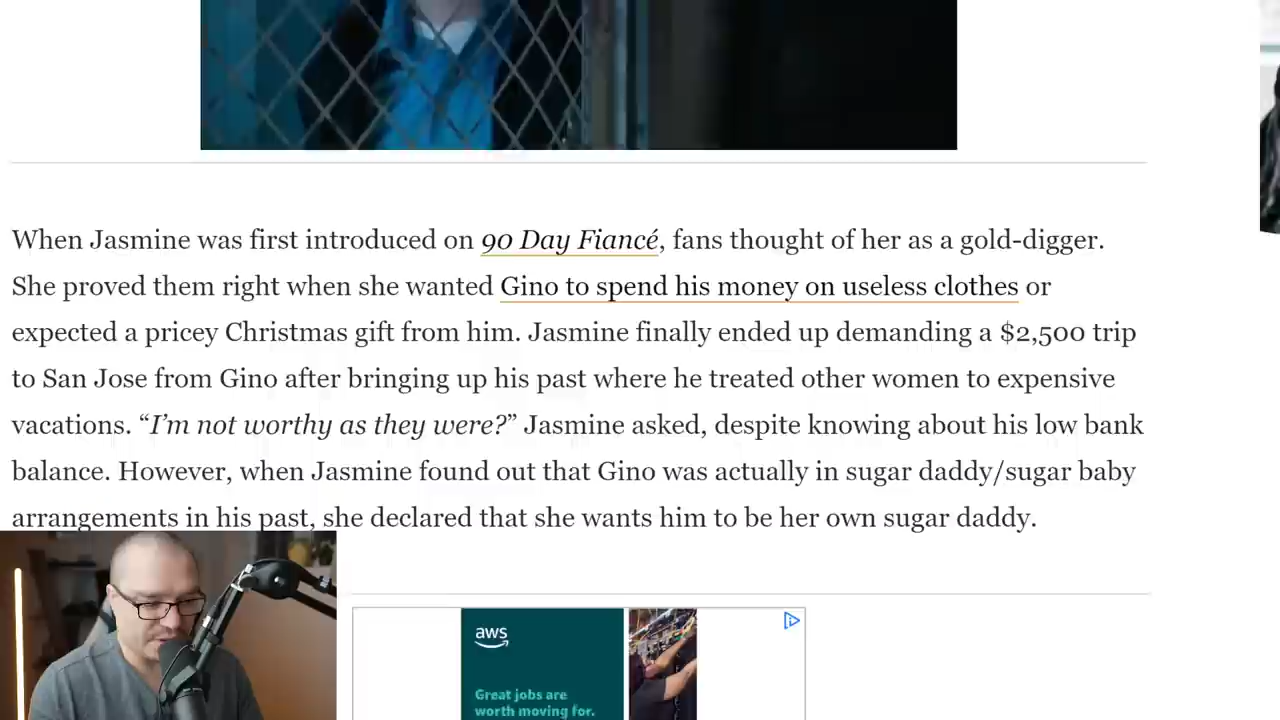 When Jasmine was first introduced on 90 Day Fiancé, fans thought of her as a gold-digger.
She proved them right when she wanted Gino to spend his money on useless clothes or
expected a pricey Christmas gift from him. Jasmine finally ended up demanding a $2,500 trip
to San Jose from Gino after bringing up his past where he treated other women to expensive
vacations. “I’m not worthy as they were?” Jasmine asked, despite knowing about his low bank
balance. However, when Jasmine found out that Gino was actually in sugar daddy/sugar baby
arrangements in his past, she declared that she wants him to be her own sugar daddy.
aws
Great jobs are
worth moving for.